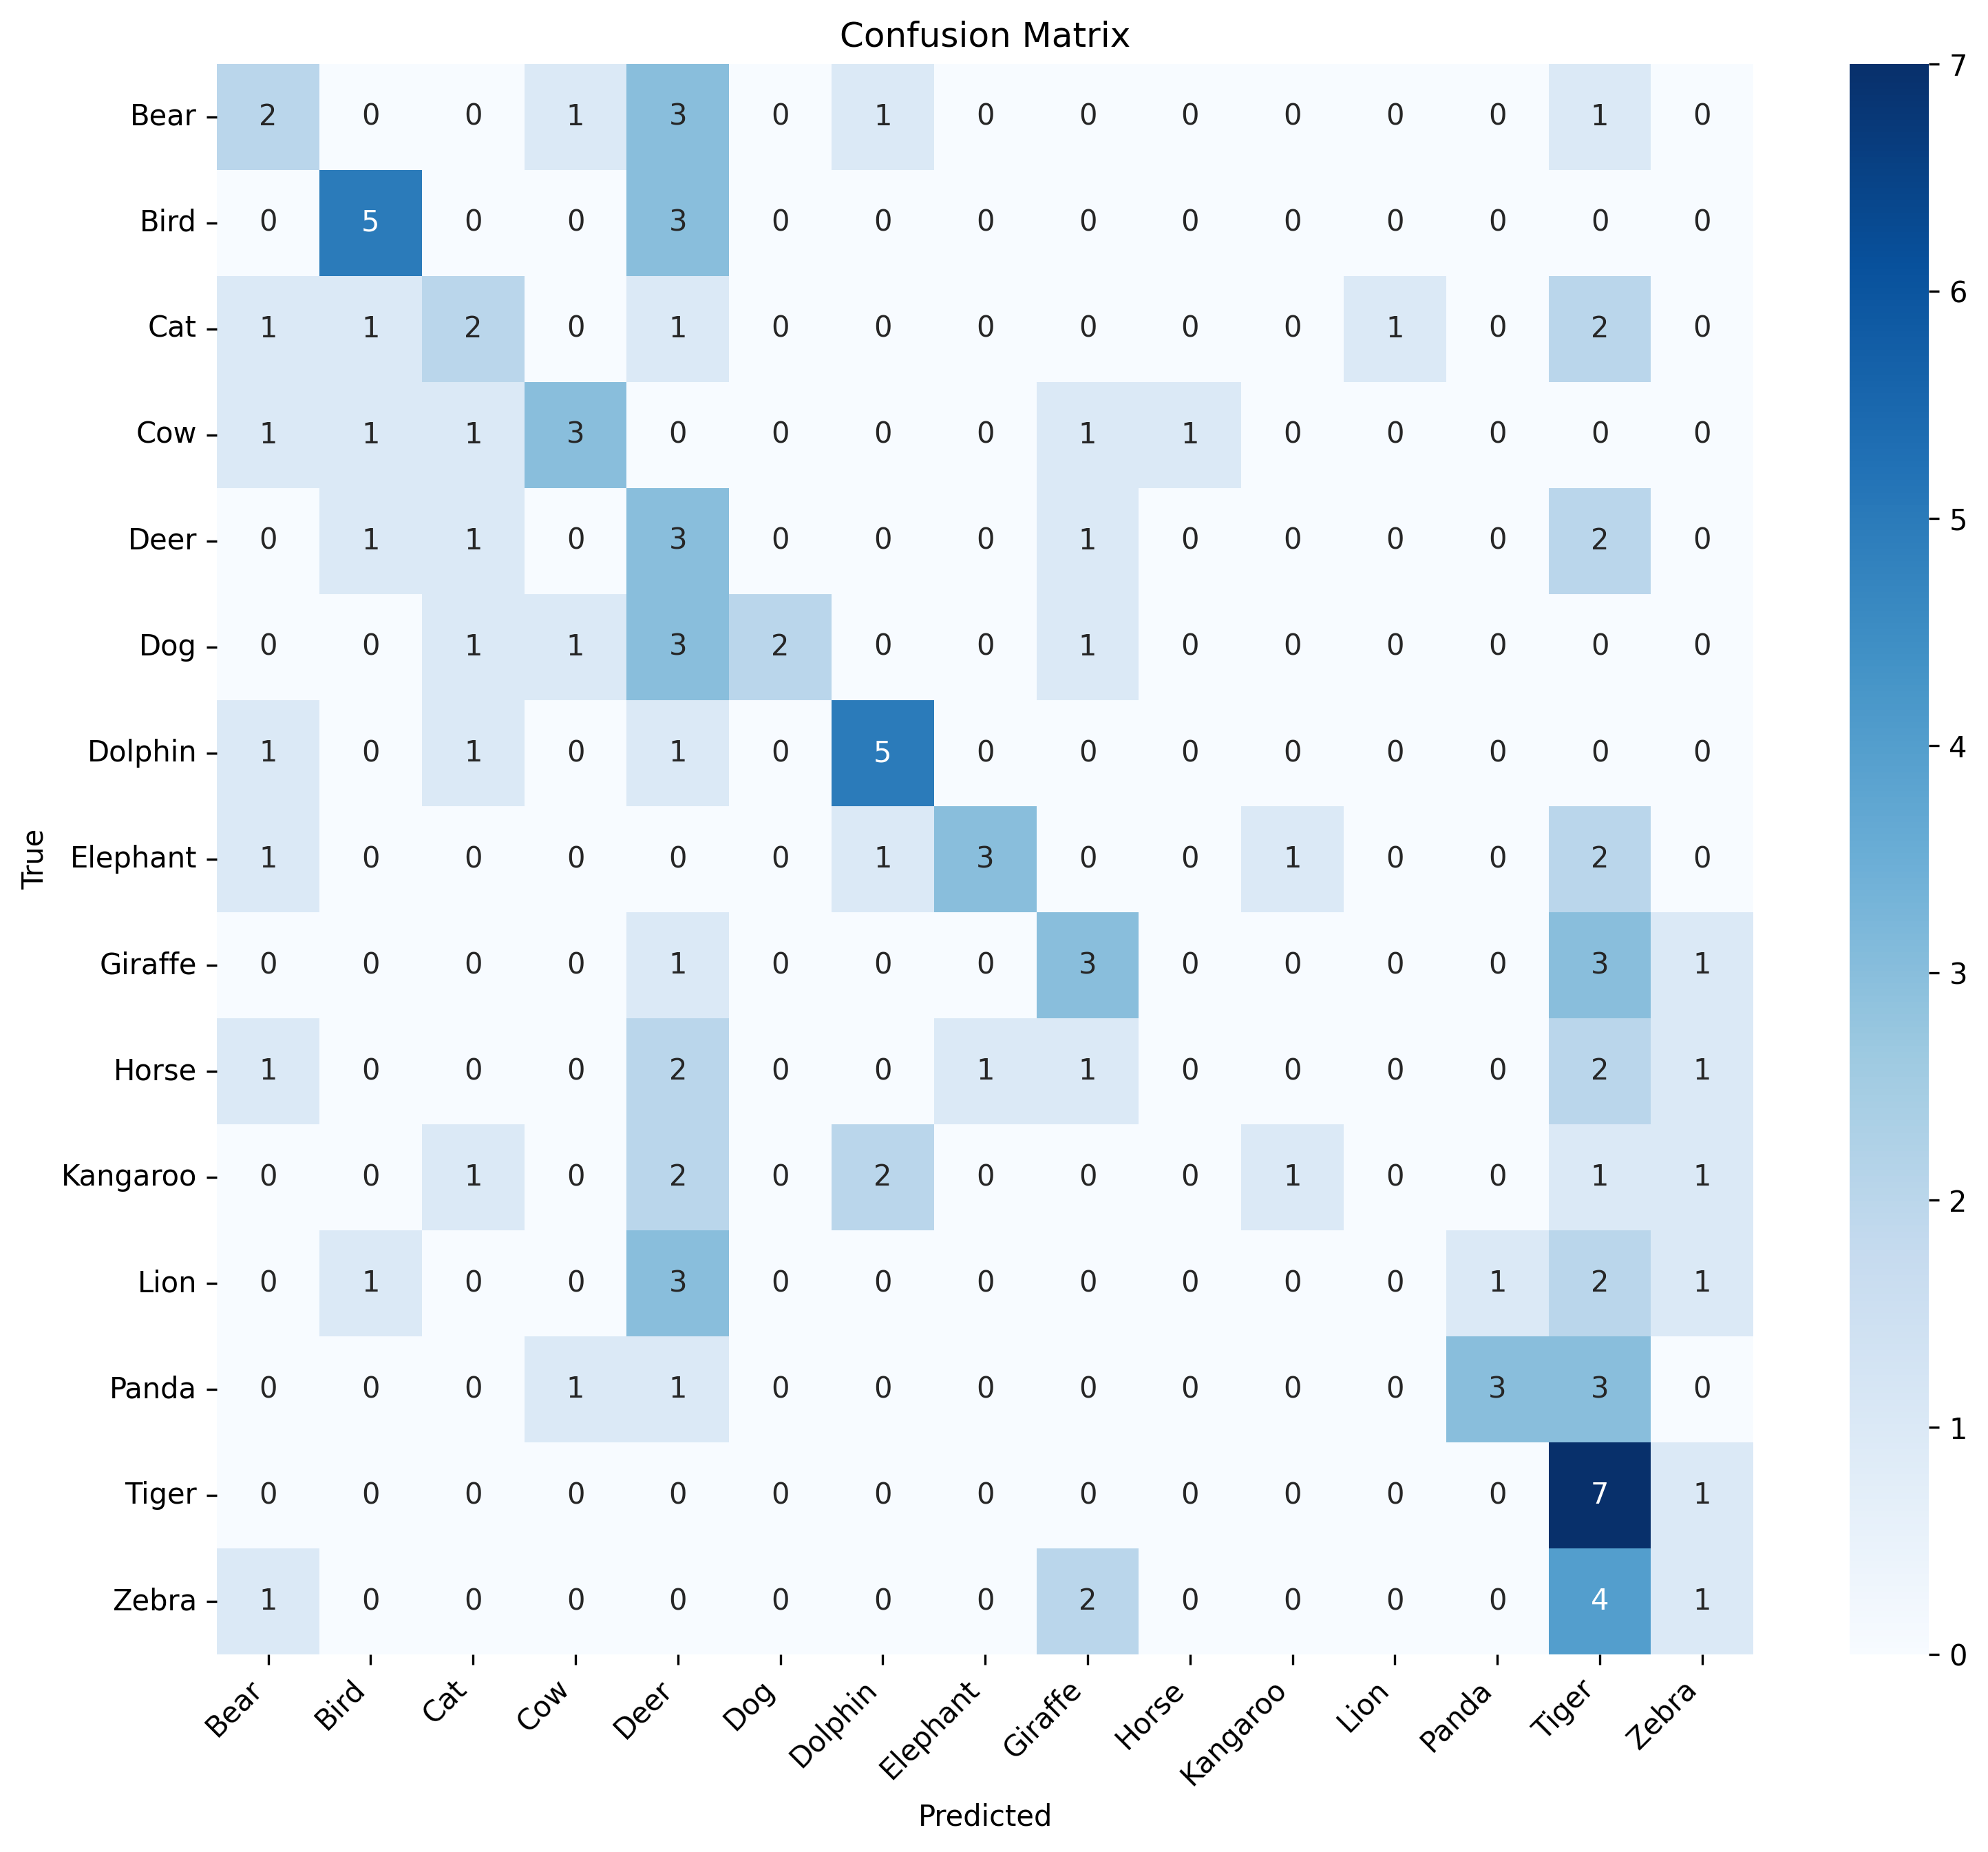 Confusion Matrix
Bear 2 0 0 1 3 0 1 0 0 0 0 0 0 1 0
Bird 0 5 0 0 3 0 0 0 0 0 0 0 0 0 0
Cat 1 1 2 0 1 0 0 0 0 0 0 1 0 2 0
Cow 1 1 1 3 0 0 0 0 1 1 0 0 0 0 0
Deer 0 1 1 0 3 0 0 0 1 0 0 0 0 2 0
Dog 0 0 1 1 3 2 0 0 1 0 0 0 0 0 0
Dolphin 1 0 1 0 1 0 5 0 0 0 0 0 0 0 0
Elephant 1 0 0 0 0 0 1 3 0 0 1 0 0 2 0
Giraffe 0 0 0 0 1 0 0 0 3 0 0 0 0 3 1
Horse 1 0 0 0 2 0 0 1 1 0 0 0 0 2 1
Kangaroo 0 0 1 0 2 0 2 0 0 0 1 0 0 1 1
Lion 0 1 0 0 3 0 0 0 0 0 0 0 1 2 1
Panda 0 0 0 1 1 0 0 0 0 0 0 0 3 3 0
Tiger 0 0 0 0 0 0 0 0 0 0 0 0 0 7 1
Zebra 1 0 0 0 0 0 0 0 2 0 0 0 0 4 1
Bear Bird Cat Cow Deer Dog Dolphin Elephant Giraffe Horse Kangaroo Lion Panda Tiger Zebra
Predicted
True
7
6
5
4
3
2
1
0